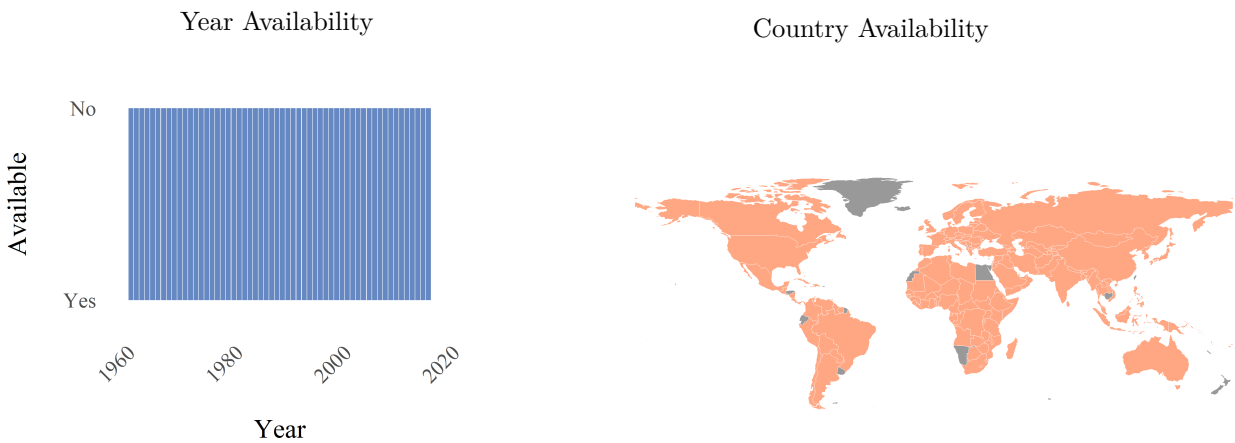 Year Availability
Available
No
Yes
1960
1980
2000
2020
Year
Country Availability